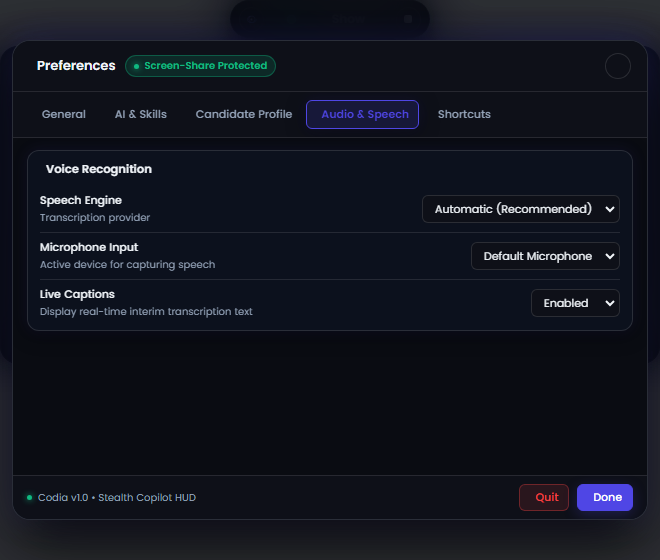 Preferences
Screen-Share Protected
General
AI & Skills
Candidate Profile
Audio & Speech
Shortcuts
Voice Recognition
Speech Engine
Transcription provider
Automatic (Recommended)
Microphone Input
Active device for capturing speech
Default Microphone
Live Captions
Display real-time interim transcription text
Enabled
Codia v1.0 • Stealth Copilot HUD
Quit
Done